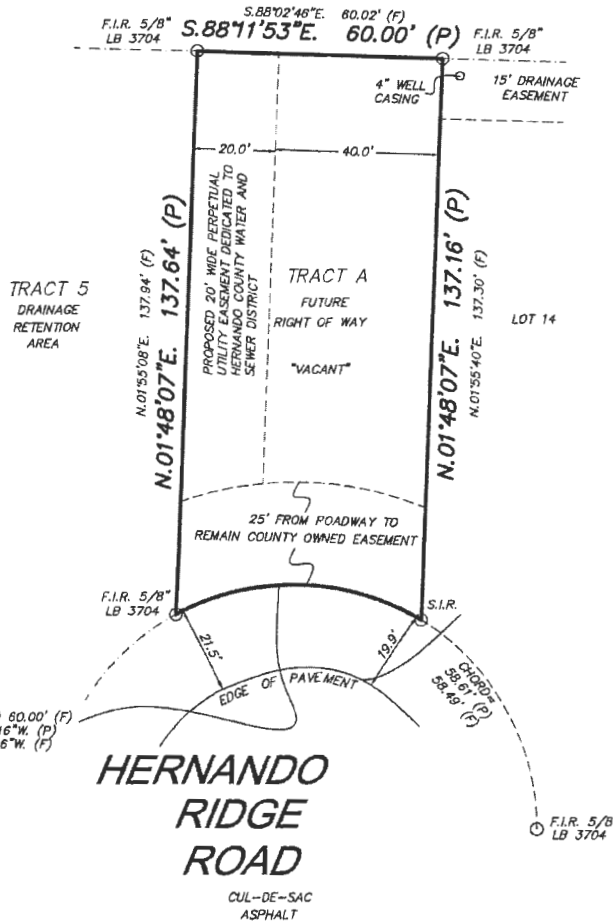 S.88°02'46"E. 60.02' (F)
S.88°11'53"E. 60.00' (P)
F.I.R. 5/8"
LB 3704
F.I.R. 5/8"
LB 3704
4" WELL
CASING
15' DRAINAGE
EASEMENT
20.0'
40.0'
PROPOSED 20' WIDE PERPETUAL
UTILITY EASEMENT DEDICATED TO
HERNANDO COUNTY WATER AND
SEWER DISTRICT
TRACT 5
DRAINAGE
RETENTION
AREA
N.01°55'08"E. 137.94' (F)
N.01°48'07"E. 137.64' (P)
TRACT A
FUTURE
RIGHT OF WAY
"VACANT"
N.01°48'07"E. 137.16' (P)
N.01°55'40"E. 137.30' (F)
LOT 14
25' FROM ROADWAY TO
REMAIN COUNTY OWNED EASEMENT
F.I.R. 5/8"
LB 3704
S.I.R.
21.5'
19.9'
EDGE OF PAVEMENT
CHORD=
58.61' (P)
58.49' (F)
60.00' (F)
16"W. (P)
6"W. (F)
HERNANDO
RIDGE
ROAD
F.I.R. 5/8
LB 3704
CUL-DE-SAC
ASPHALT